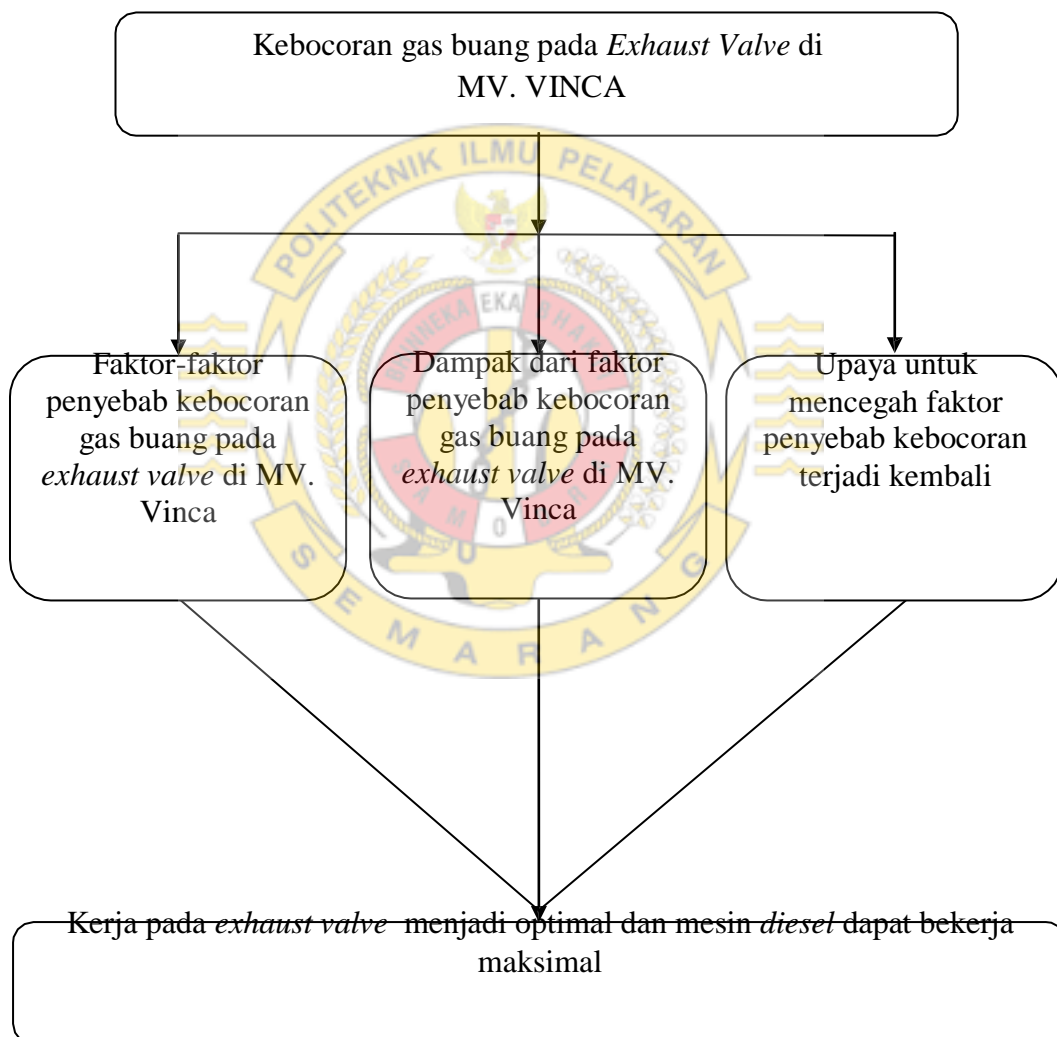 Kebocoran gas buang pada Exhaust Valve di
MV. VINCA
POLITEKNIK ILMU PELAYARAN
BHINNEKA EKA BHAKTI
Faktor-faktor
penyebab kebocoran
gas buang pada
exhaust valve di MV.
Vinca
Dampak dari faktor
penyebab kebocoran
gas buang pada
exhaust valve di MV.
Vinca
Upaya untuk
mencegah faktor
penyebab kebocoran
terjadi kembali
SEMARANG
Kerja pada exhaust valve menjadi optimal dan mesin diesel dapat bekerja
maksimal